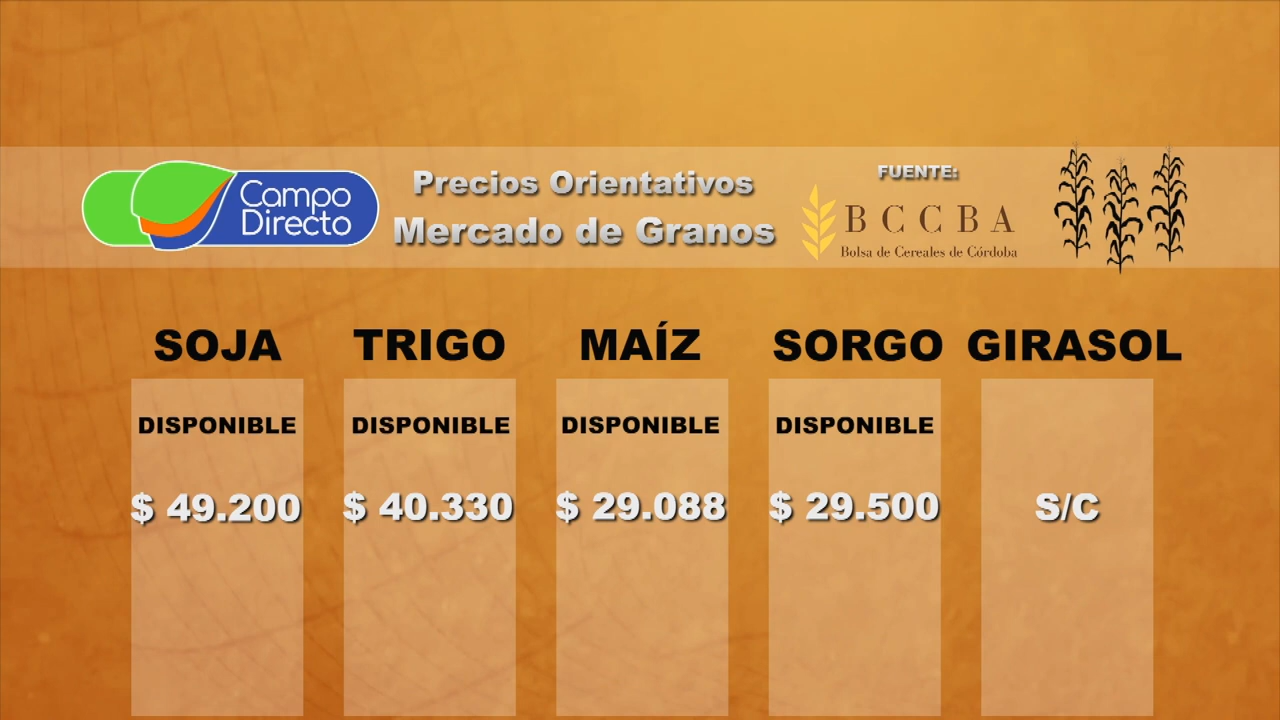 Campo
Directo
Precios Orientativos
Mercado de Granos
FUENTE:
BCCBA
Bolsa de Cereales de Córdoba
SOJA TRIGO MAÍZ SORGO GIRASOL
DISPONIBLE DISPONIBLE DISPONIBLE DISPONIBLE
$ 49.200 $ 40.330 $ 29.088 $ 29.500 S/C